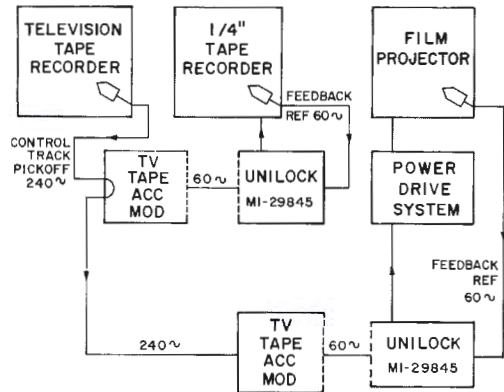 TELEVISION
TAPE
RECORDER
1/4" TAPE
RECORDER
FILM
PROJECTOR
FEEDBACK
REF 60~
CONTROL
TRACK
PICKOFF
240~
TV
TAPE
ACC
MOD
60~
UNILOCK
MI-29845
POWER
DRIVE
SYSTEM
FEEDBACK
REF
60~
240~
TV
TAPE
ACC
MOD
60~
UNILOCK
MI-29845